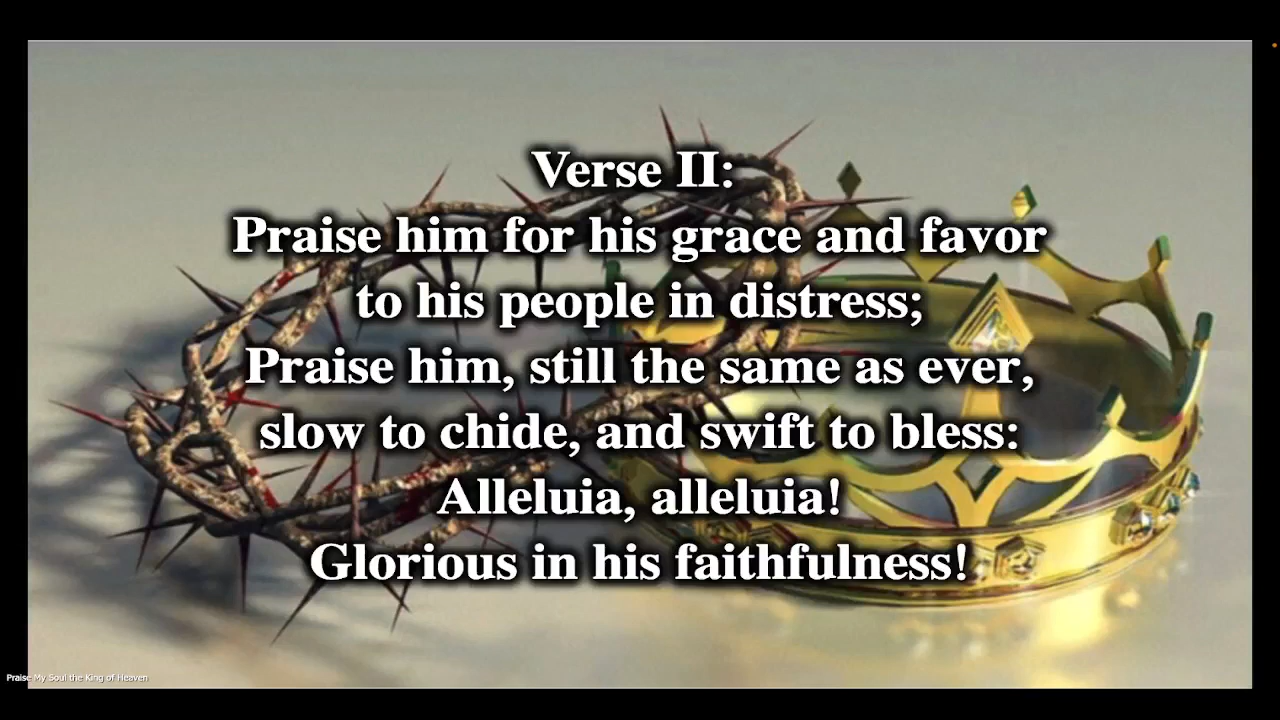 Verse II:
Praise him for his grace and favor
to his people in distress;
Praise him, still the same as ever,
slow to chide, and swift to bless:
Alleluia, alleluia!
Glorious in his faithfulness!
Praise My Soul the King of Heaven